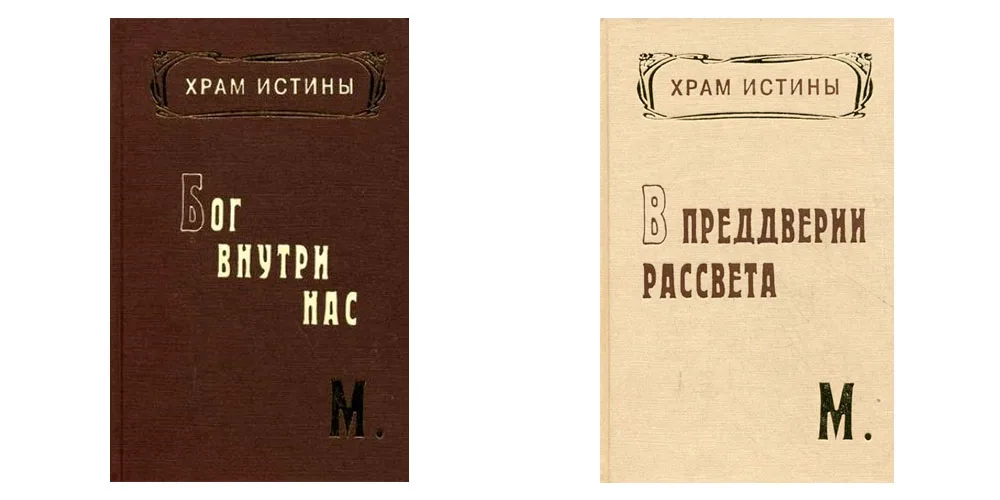 ХРАМ ИСТИНЫ
БОГ
ВНУТРИ
НАС
М.
ХРАМ ИСТИНЫ
В ПРЕДДВЕРИИ
РАССВЕТА
М.